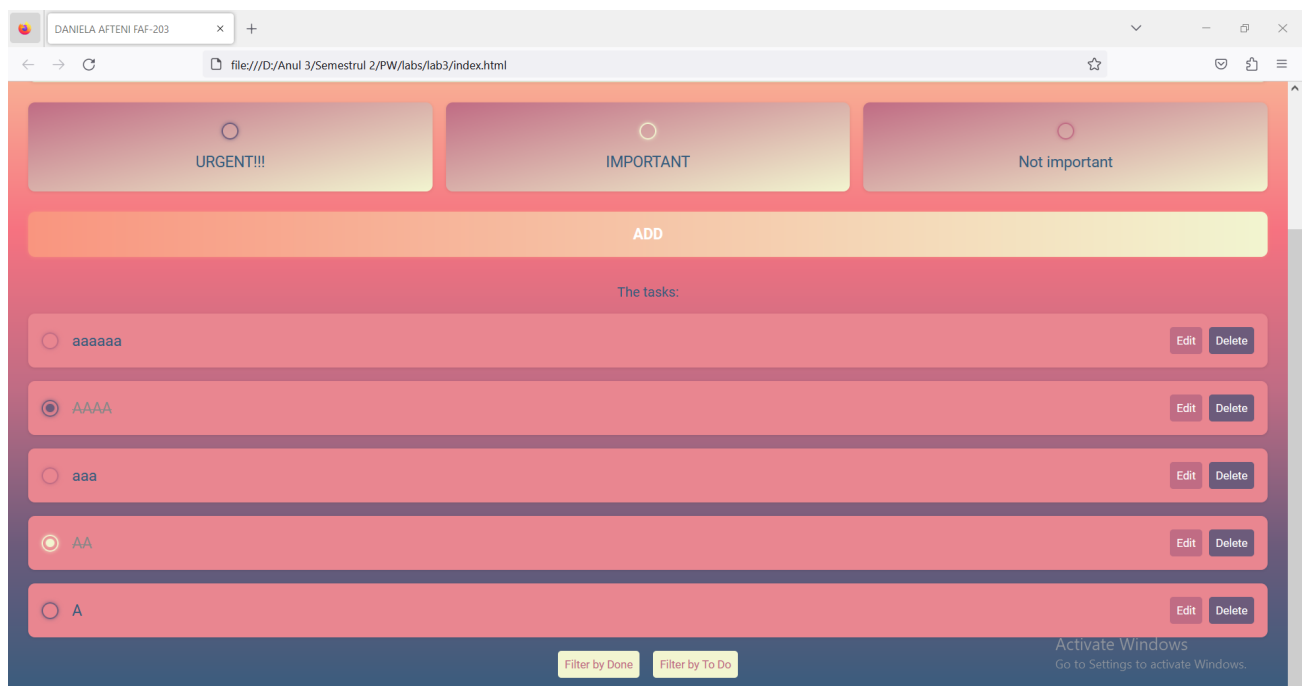 DANIELA AFTENI FAF-203
file:///D:/Anul 3/Semestrul 2/PW/labs/lab3/index.html
URGENT!!! IMPORTANT Not important
ADD
The tasks:
aaaaaa Edit Delete
AAAA Edit Delete
aaa Edit Delete
AA Edit Delete
A Edit Delete
Filter by Done Filter by To Do
Activate Windows
Go to Settings to activate Windows.